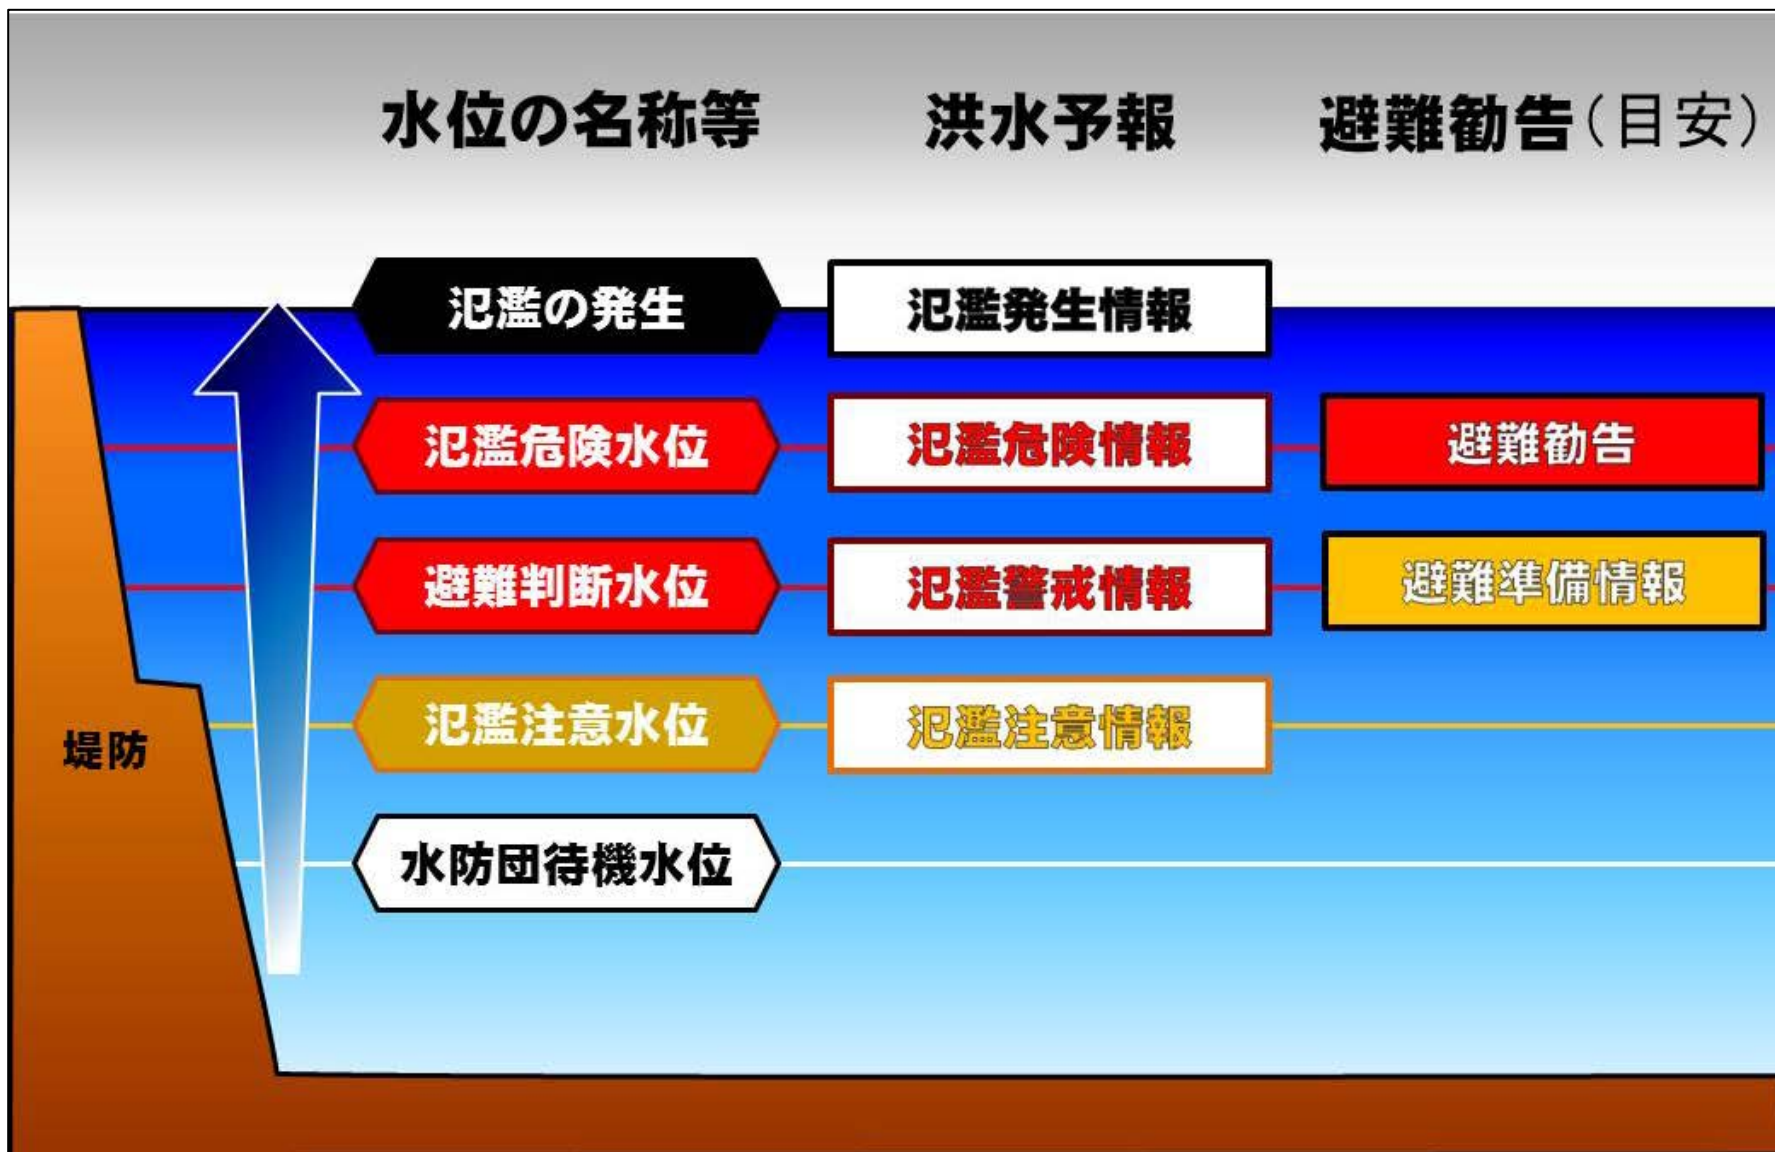 水位の名称等 洪水予報 避難勧告(目安)
氾濫の発生 氾濫発生情報
氾濫危険水位 氾濫危険情報 避難勧告
避難判断水位 氾濫警戒情報 避難準備情報
氾濫注意水位 氾濫注意情報
堤防
水防団待機水位